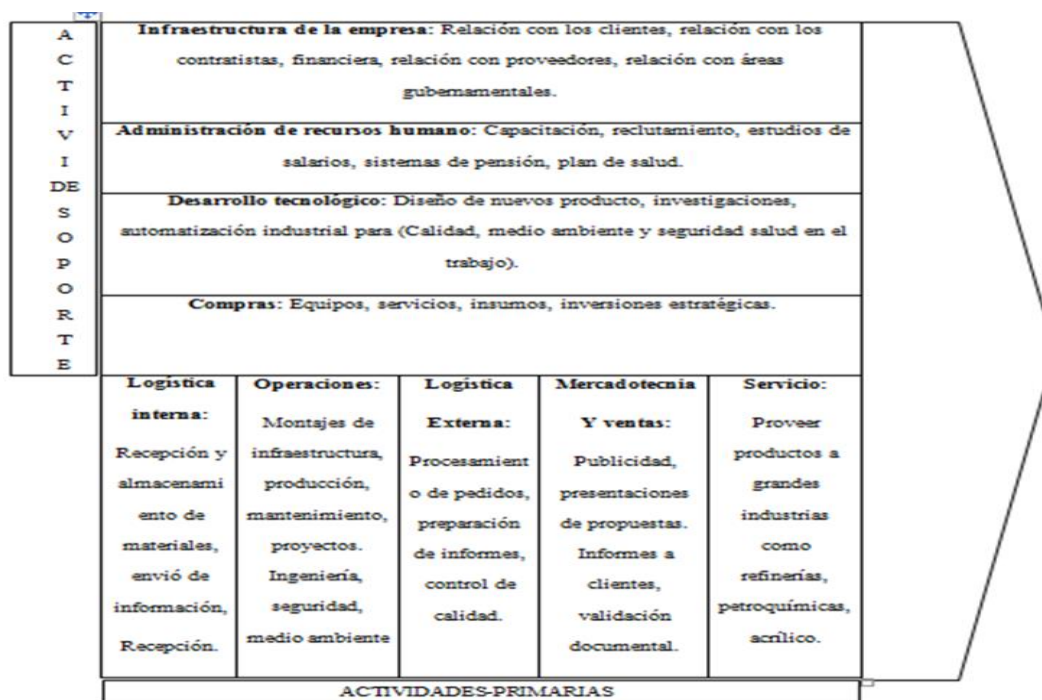 A
C
T
I
V
I
DE
S
O
P
O
R
T
E
Infraestructura de la empresa: Relación con los clientes, relación con los
contratistas, financiera, relación con proveedores, relación con áreas
gubernamentales.
Administración de recursos humano: Capacitación, reclutamiento, estudios de
salarios, sistemas de pensión, plan de salud.
Desarrollo tecnológico: Diseño de nuevos producto, investigaciones,
automatización industrial para (Calidad, medio ambiente y seguridad salud en el
trabajo).
Compras: Equipos, servicios, insumos, inversiones estratégicas.
Logística
interna:
Recepción y
almacenami
ento de
materiales,
envió de
información,
Recepción.
Operaciones:
Montajes de
infraestructura,
producción,
mantenimiento,
proyectos.
Ingeniería,
seguridad,
medio ambiente
Logística
Externa:
Procesamient
o de pedidos,
preparación
de informes,
control de
calidad.
Mercadotecnia
Y ventas:
Publicidad,
presentaciones
de propuestas.
Informes a
clientes,
validación
documental.
Servicio:
Proveer
productos a
grandes
industrias
como
refinerías,
petroquímicas,
acrílico.
ACTIVIDADES-PRIMARIAS